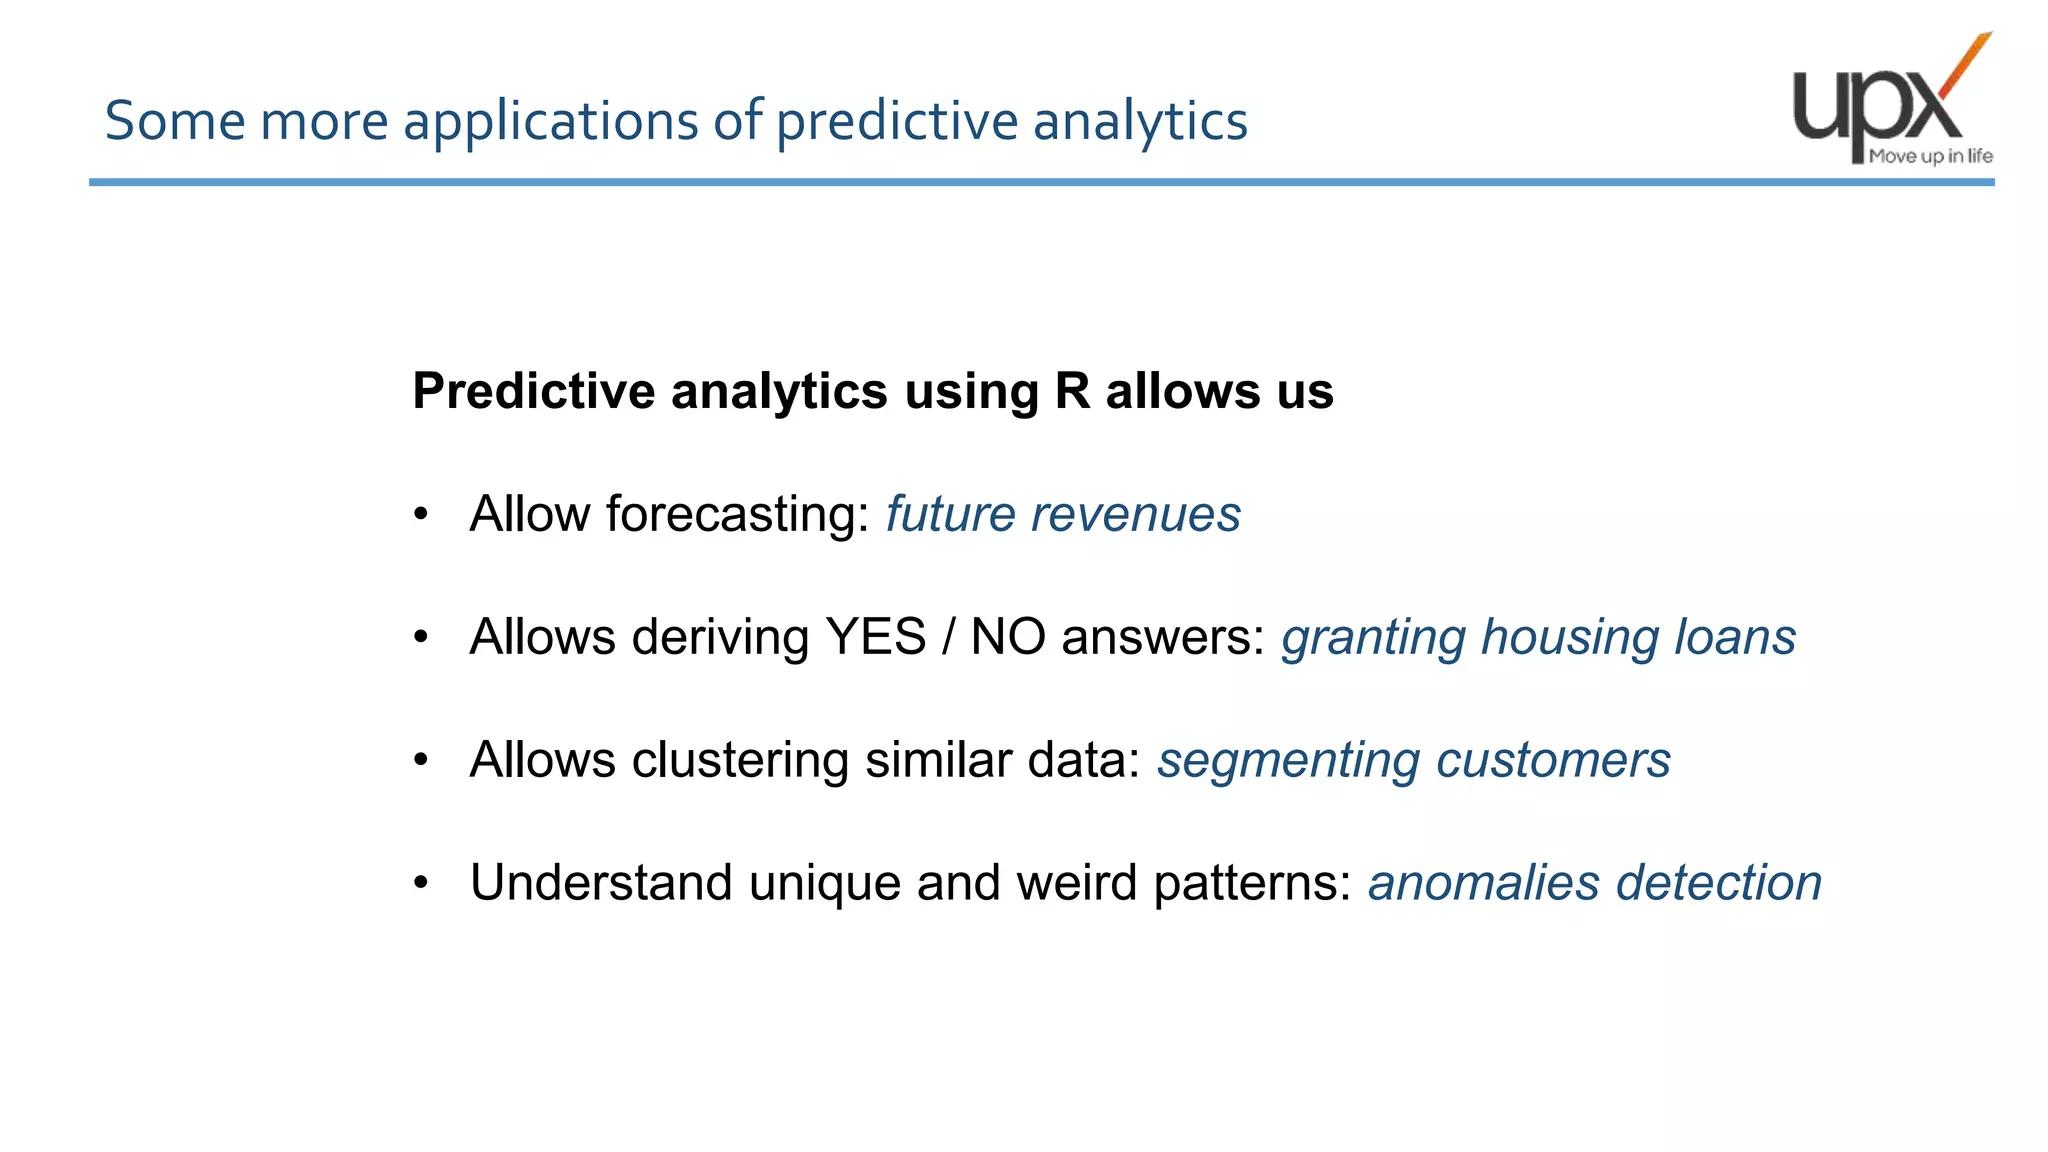 Some more applications of predictive analytics
upx
Move up in life
Predictive analytics using R allows us
• Allow forecasting: future revenues
• Allows deriving YES / NO answers: granting housing loans
• Allows clustering similar data: segmenting customers
• Understand unique and weird patterns: anomalies detection